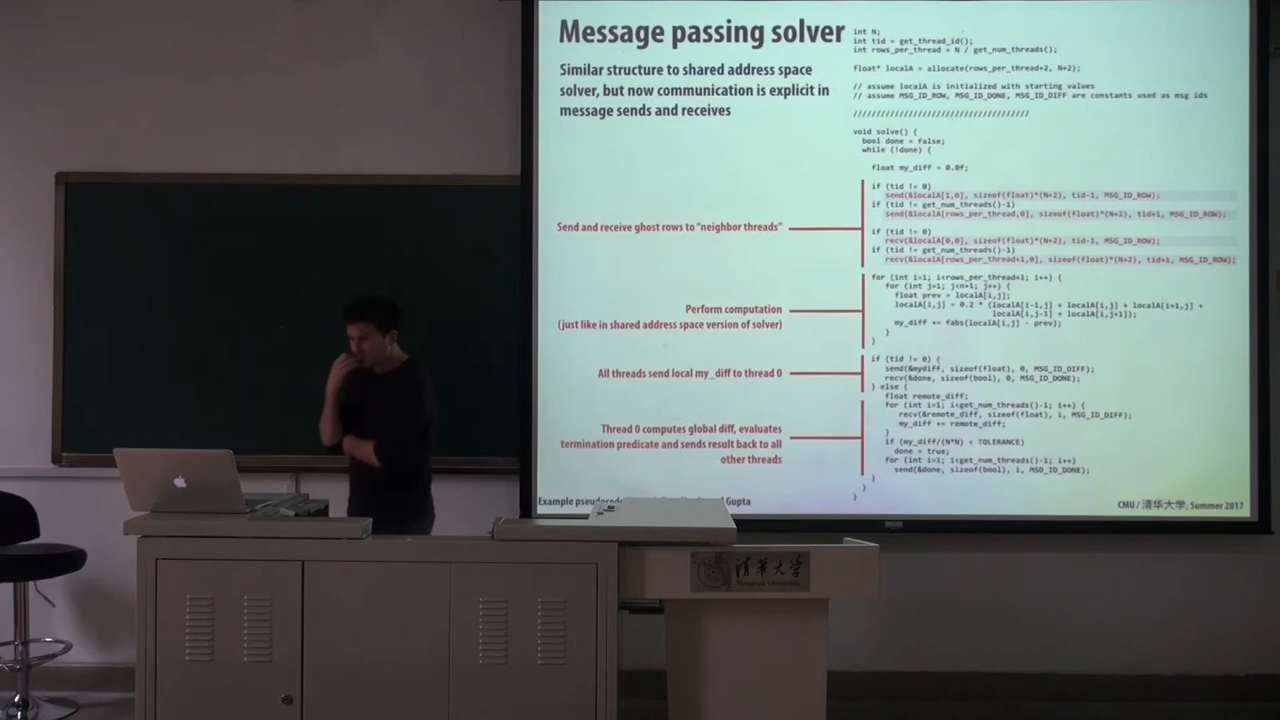 Message passing solver
Similar structure to shared address space
solver, but now communication is explicit in
message sends and receives
int N;
int tid = get_thread_id();
int rows_per_thread = N / get_num_threads();
float* localA = allocate(rows_per_thread+2, N+2);
// assume localA is initialized with starting values
// assume MSG_ID_ROW, MSG_ID_DONE, MSG_ID_DIFF are constants used as msg ids
//////////////////////////////////////
void solve() {
bool done = false;
while (!done) {
float my_diff = 0.0f;
if (tid != 0)
send(&localA[1,0], sizeof(float)*(N+2), tid-1, MSG_ID_ROW);
if (tid != get_num_threads()-1)
send(&localA[rows_per_thread,0], sizeof(float)*(N+2), tid+1, MSG_ID_ROW);
if (tid != 0)
recv(&localA[0,0], sizeof(float)*(N+2), tid-1, MSG_ID_ROW);
if (tid != get_num_threads()-1)
recv(&localA[rows_per_thread+1,0], sizeof(float)*(N+2), tid+1, MSG_ID_ROW);
Send and receive ghost rows to "neighbor threads"
for (int i=1; i<rows_per_thread+1; i++) {
for (int j=1; j<n+1; j++) {
float prev = localA[i,j];
localA[i,j] = 0.2 * (localA[i-1,j] + localA[i,j] + localA[i+1,j] +
localA[i,j-1] + localA[i,j+1]);
my_diff += fabs(localA[i,j] - prev);
}
}
Perform computation
(just like in shared address space version of solver)
if (tid != 0) {
send(&mydiff, sizeof(float), 0, MSG_ID_DIFF);
recv(&done, sizeof(bool), 0, MSG_ID_DONE);
} else {
All threads send local my_diff to thread 0
float remote_diff;
for (int i=1; i<get_num_threads()-1; i++) {
recv(&remote_diff, sizeof(float), i, MSG_ID_DIFF);
my_diff += remote_diff;
}
if (my_diff/(N*N) < TOLERANCE)
done = true;
for (int i=1; i<get_num_threads()-1; i++)
send(&done, sizeof(bool), i, MSD_ID_DONE);
}
}
}
Thread 0 computes global diff, evaluates
termination predicate and sends result back to all
other threads
Example Gupta
CMU / 清华大学, Summer 2017
清华大学
Tsinghua University